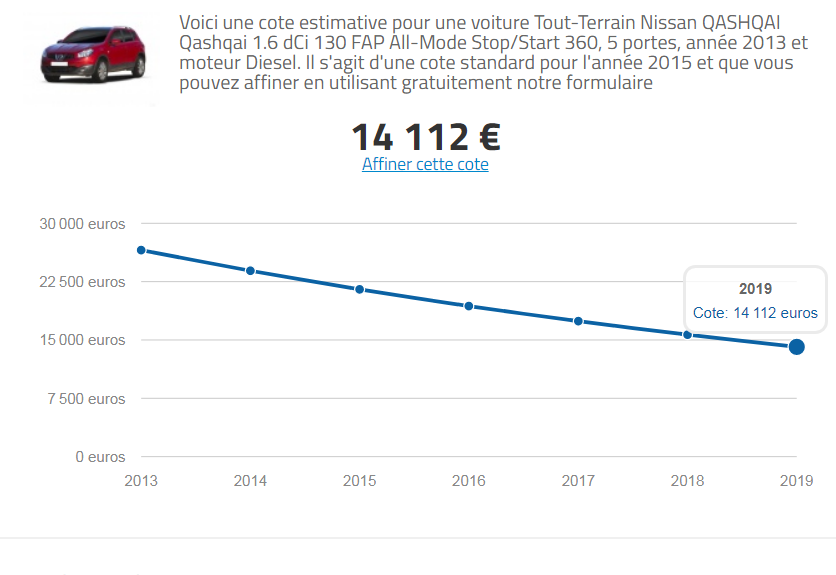 Voici une cote estimative pour une voiture Tout-Terrain Nissan QASHQAI
Qashqai 1.6 dCi 130 FAP All-Mode Stop/Start 360, 5 portes, année 2013 et
moteur Diesel. Il s'agit d'une cote standard pour l'année 2015 et que vous
pouvez affiner en utilisant gratuitement notre formulaire
14 112 €
Affiner cette cote
30 000 euros
22 500 euros
15 000 euros
7 500 euros
0 euros
2019
Cote: 14 112 euros
2013 2014 2015 2016 2017 2018 2019